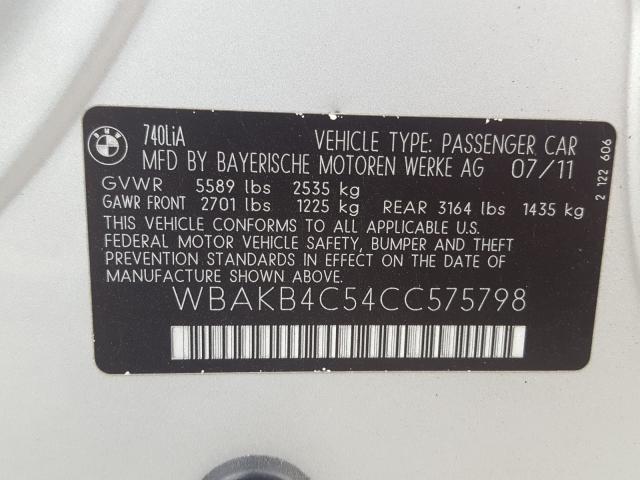 BMW
740LiA VEHICLE TYPE: PASSENGER CAR
MFD BY BAYERISCHE MOTOREN WERKE AG 07/11
GVWR 5589 lbs 2535 kg
GAWR FRONT 2701 lbs 1225 kg REAR 3164 lbs 1435 kg
THIS VEHICLE CONFORMS TO ALL APPLICABLE U.S.
FEDERAL MOTOR VEHICLE SAFETY, BUMPER AND THEFT
PREVENTION STANDARDS IN EFFECT ON THE DATE OF
MANUFACTURE SHOWN ABOVE.
WBAKB4C54CC575798
2 122 606